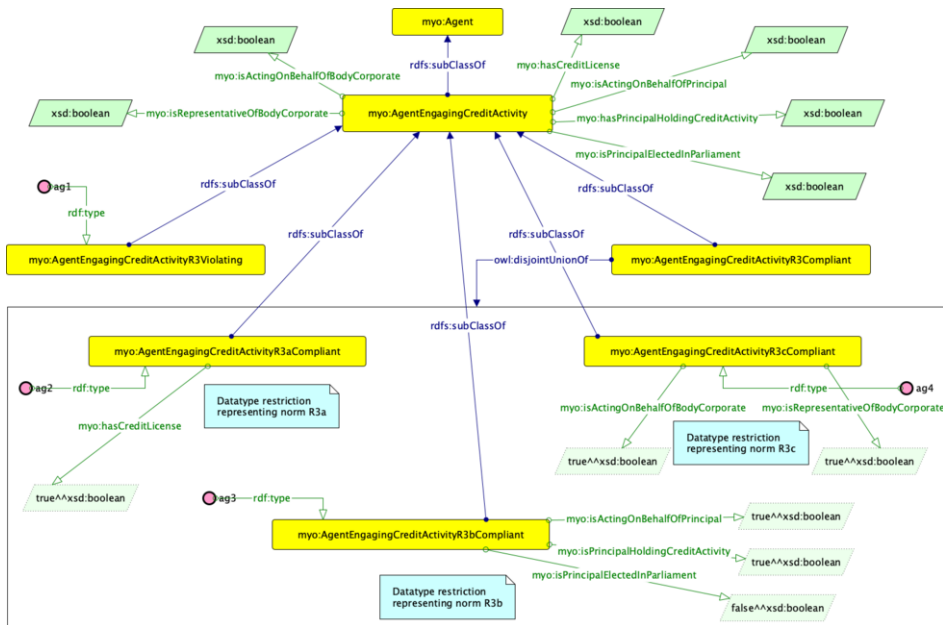 myo:Agent
xsd:boolean
xsd:boolean
xsd:boolean
myo:hasCreditLicense
rdfs:subClassOf
myo:isActingOnBehalfOfBodyCorporate
myo:isActingOnBehalfOfPrincipal
xsd:boolean
myo:isRepresentativeOfBodyCorporate
myo:AgentEngagingCreditActivity
myo:hasPrincipalHoldingCreditActivity
xsd:boolean
myo:isPrincipalElectedInParliament
xsd:boolean
ag1
rdfs:subClassOf
rdfs:subClassOf
rdf:type
rdfs:subClassOf
rdfs:subClassOf
myo:AgentEngagingCreditActivityR3Violating
owl:disjointUnionOf
myo:AgentEngagingCreditActivityR3Compliant
rdfs:subClassOf
myo:AgentEngagingCreditActivityR3aCompliant
myo:AgentEngagingCreditActivityR3cCompliant
ag2
rdf:type
rdf:type
ag4
Datatype restriction
representing norm R3a
myo:isActingOnBehalfOfBodyCorporate
myo:isRepresentativeOfBodyCorporate
myo:hasCreditLicense
Datatype restriction
representing norm R3c
true^^xsd:boolean
true^^xsd:boolean
true^^xsd:boolean
ag3
rdf:type
myo:isActingOnBehalfOfPrincipal
true^^xsd:boolean
myo:AgentEngagingCreditActivityR3bCompliant
myo:isPrincipalHoldingCreditActivity
true^^xsd:boolean
myo:isPrincipalElectedInParliament
Datatype restriction
representing norm R3b
false^^xsd:boolean